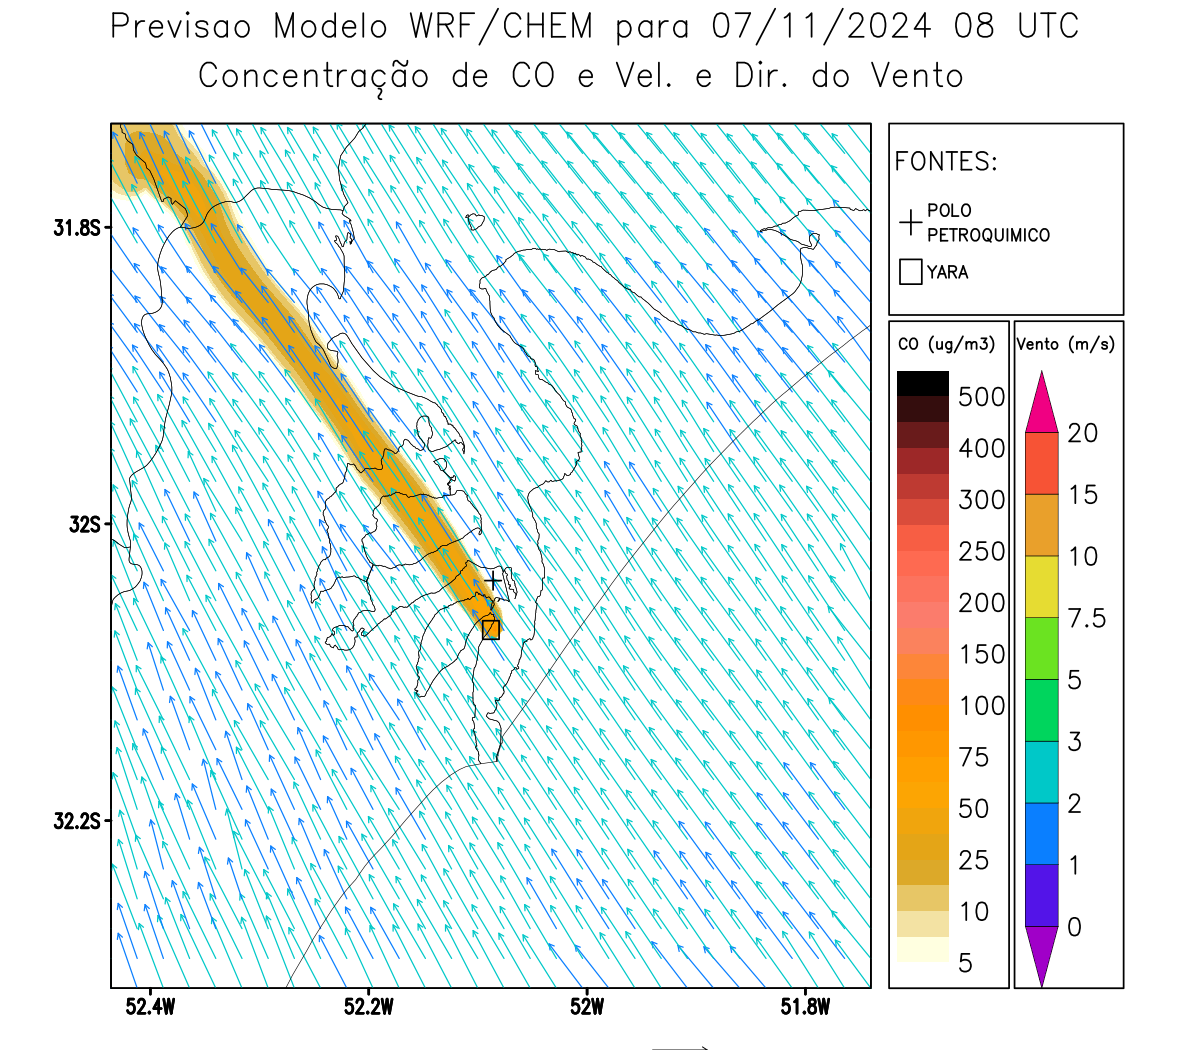 Previsao Modelo WRF/CHEM para 07/11/2024 08 UTC
Concentração de CO e Vel. e Dir. do Vento
FONTES:
POLO
PETROQUIMICO
YARA
CO (ug/m3)
500
400
300
250
200
150
100
75
50
25
10
5
Vento (m/s)
20
15
10
7.5
5
3
2
1
0
31.8S
32S
32.2S
52.4W
52.2W
52W
51.8W